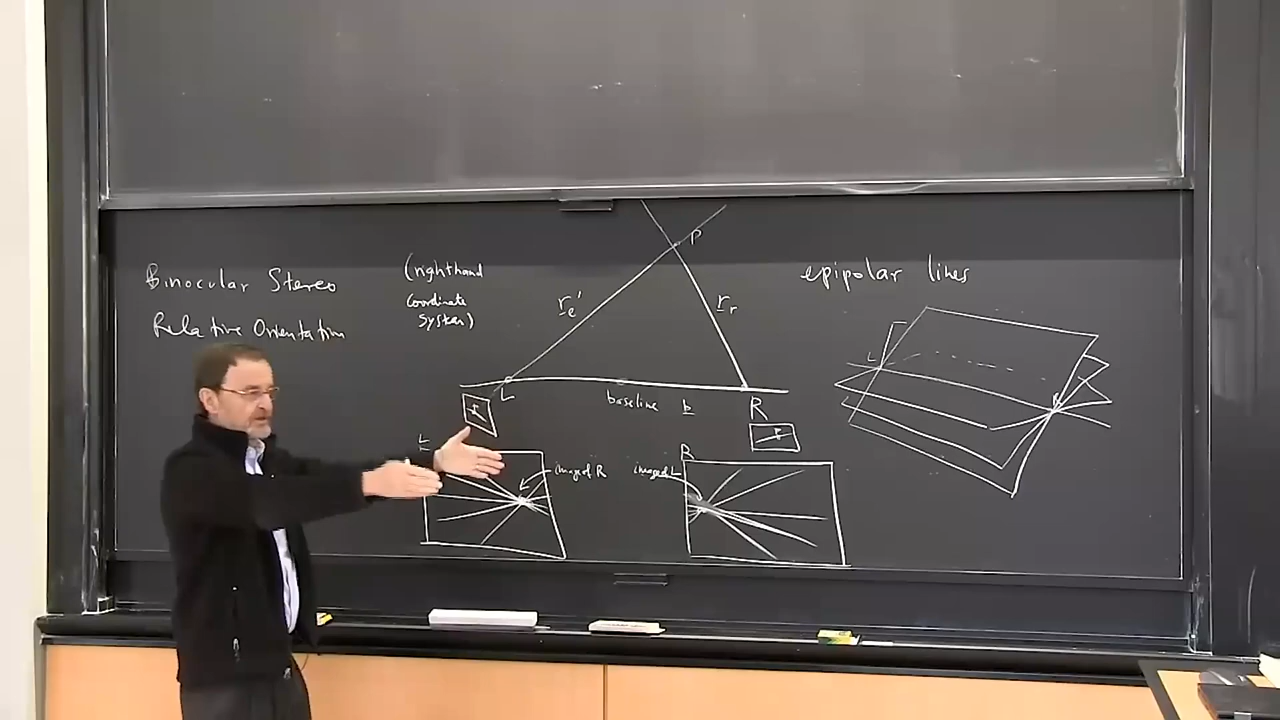 Binocular Stereo
Relative Orientation
(righthand
coordinate
system)
P
r_l'
r_r
L
baseline b
R
L
image of R
R
image of L
epipolar lines
L
R